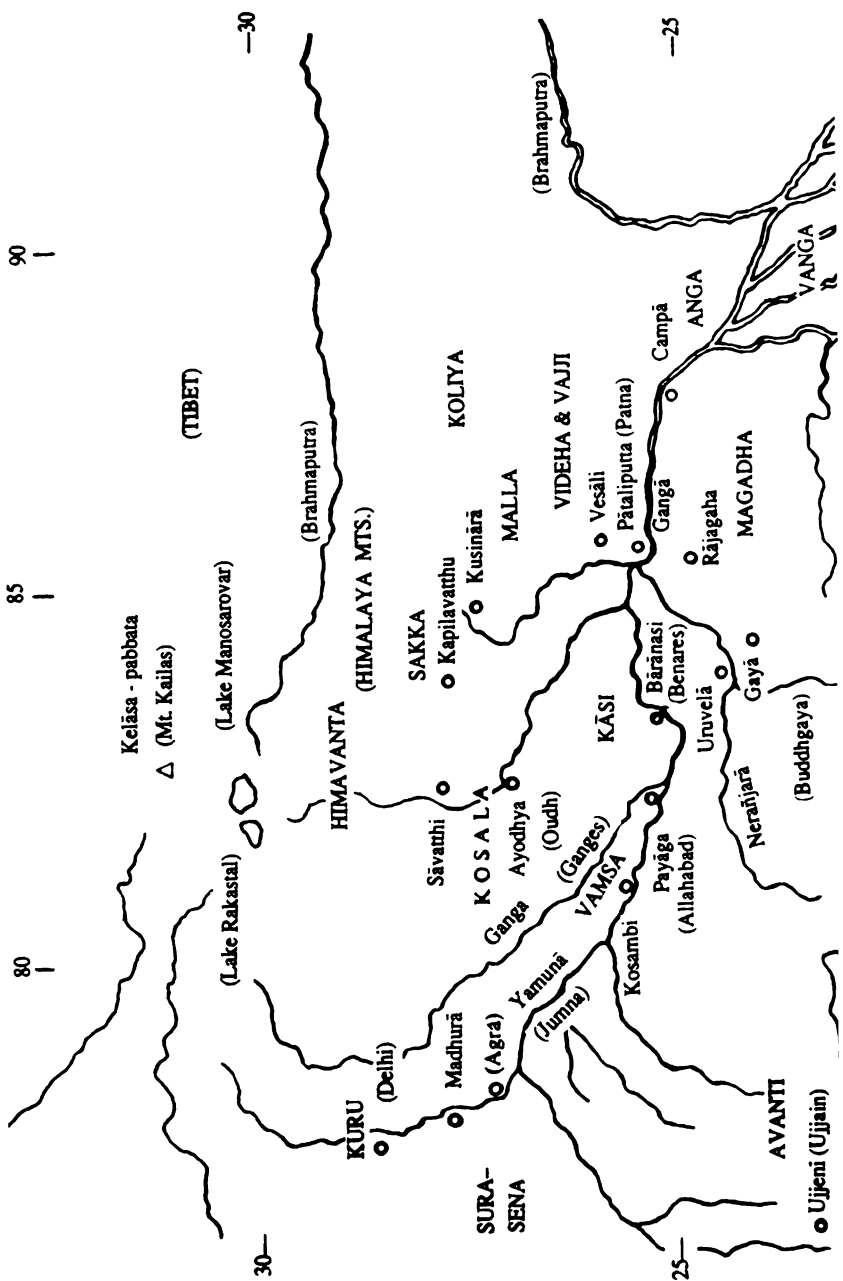 80
85
90
—30
30—
—25
25—
Kelāsa - pabbata
(Mt. Kailas)
(TIBET)
(Lake Rakastal)
(Lake Manosarovar)
(Brahmaputra)
HIMAVANTA
(HIMALAYA MTS.)
(Brahmaputra)
KURU
(Delhi)
Madhurā
(Agra)
SURA–
SENA
Sāvatthi
SAKKA
Kapilavatthu
Kusinārā
KOLIYA
MALLA
KOSALA
Ayodhya
(Oudh)
Ganga
(Ganges)
Yamunā
(Jumna)
VAMSA
Kosambi
Payāga
(Allahabad)
KĀSI
Bārānasi
(Benares)
VIDEHA & VAJJI
Vesāli
Pātaliputta (Patna)
Gangā
Campā
ANGA
Rājagaha
MAGADHA
Uruvelā
Gayā
Nerañjarā
(Buddhgaya)
VANGA
AVANTI
Ujjeni (Ujjain)